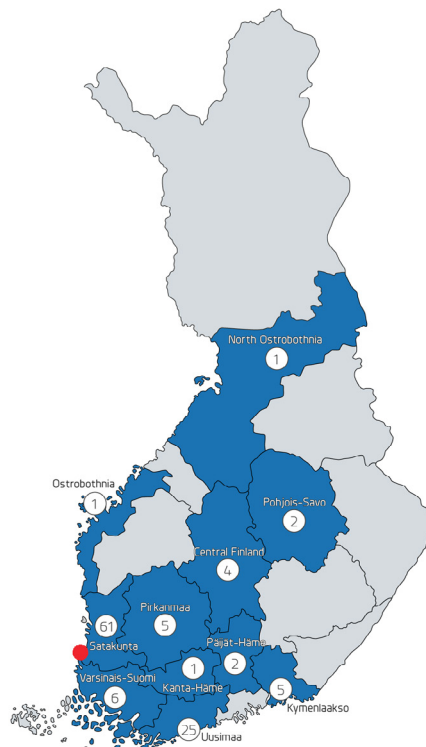 North Ostrobothnia
1
Ostrobothnia
1
Pohjois-Savo
2
Central Finland
4
Pirkanmaa
5
61
Satakunta
Päijät-Häme
2
1
Kanta-Häme
Varsinais-Suomi
6
5
Kymenlaakso
25
Uusimaa